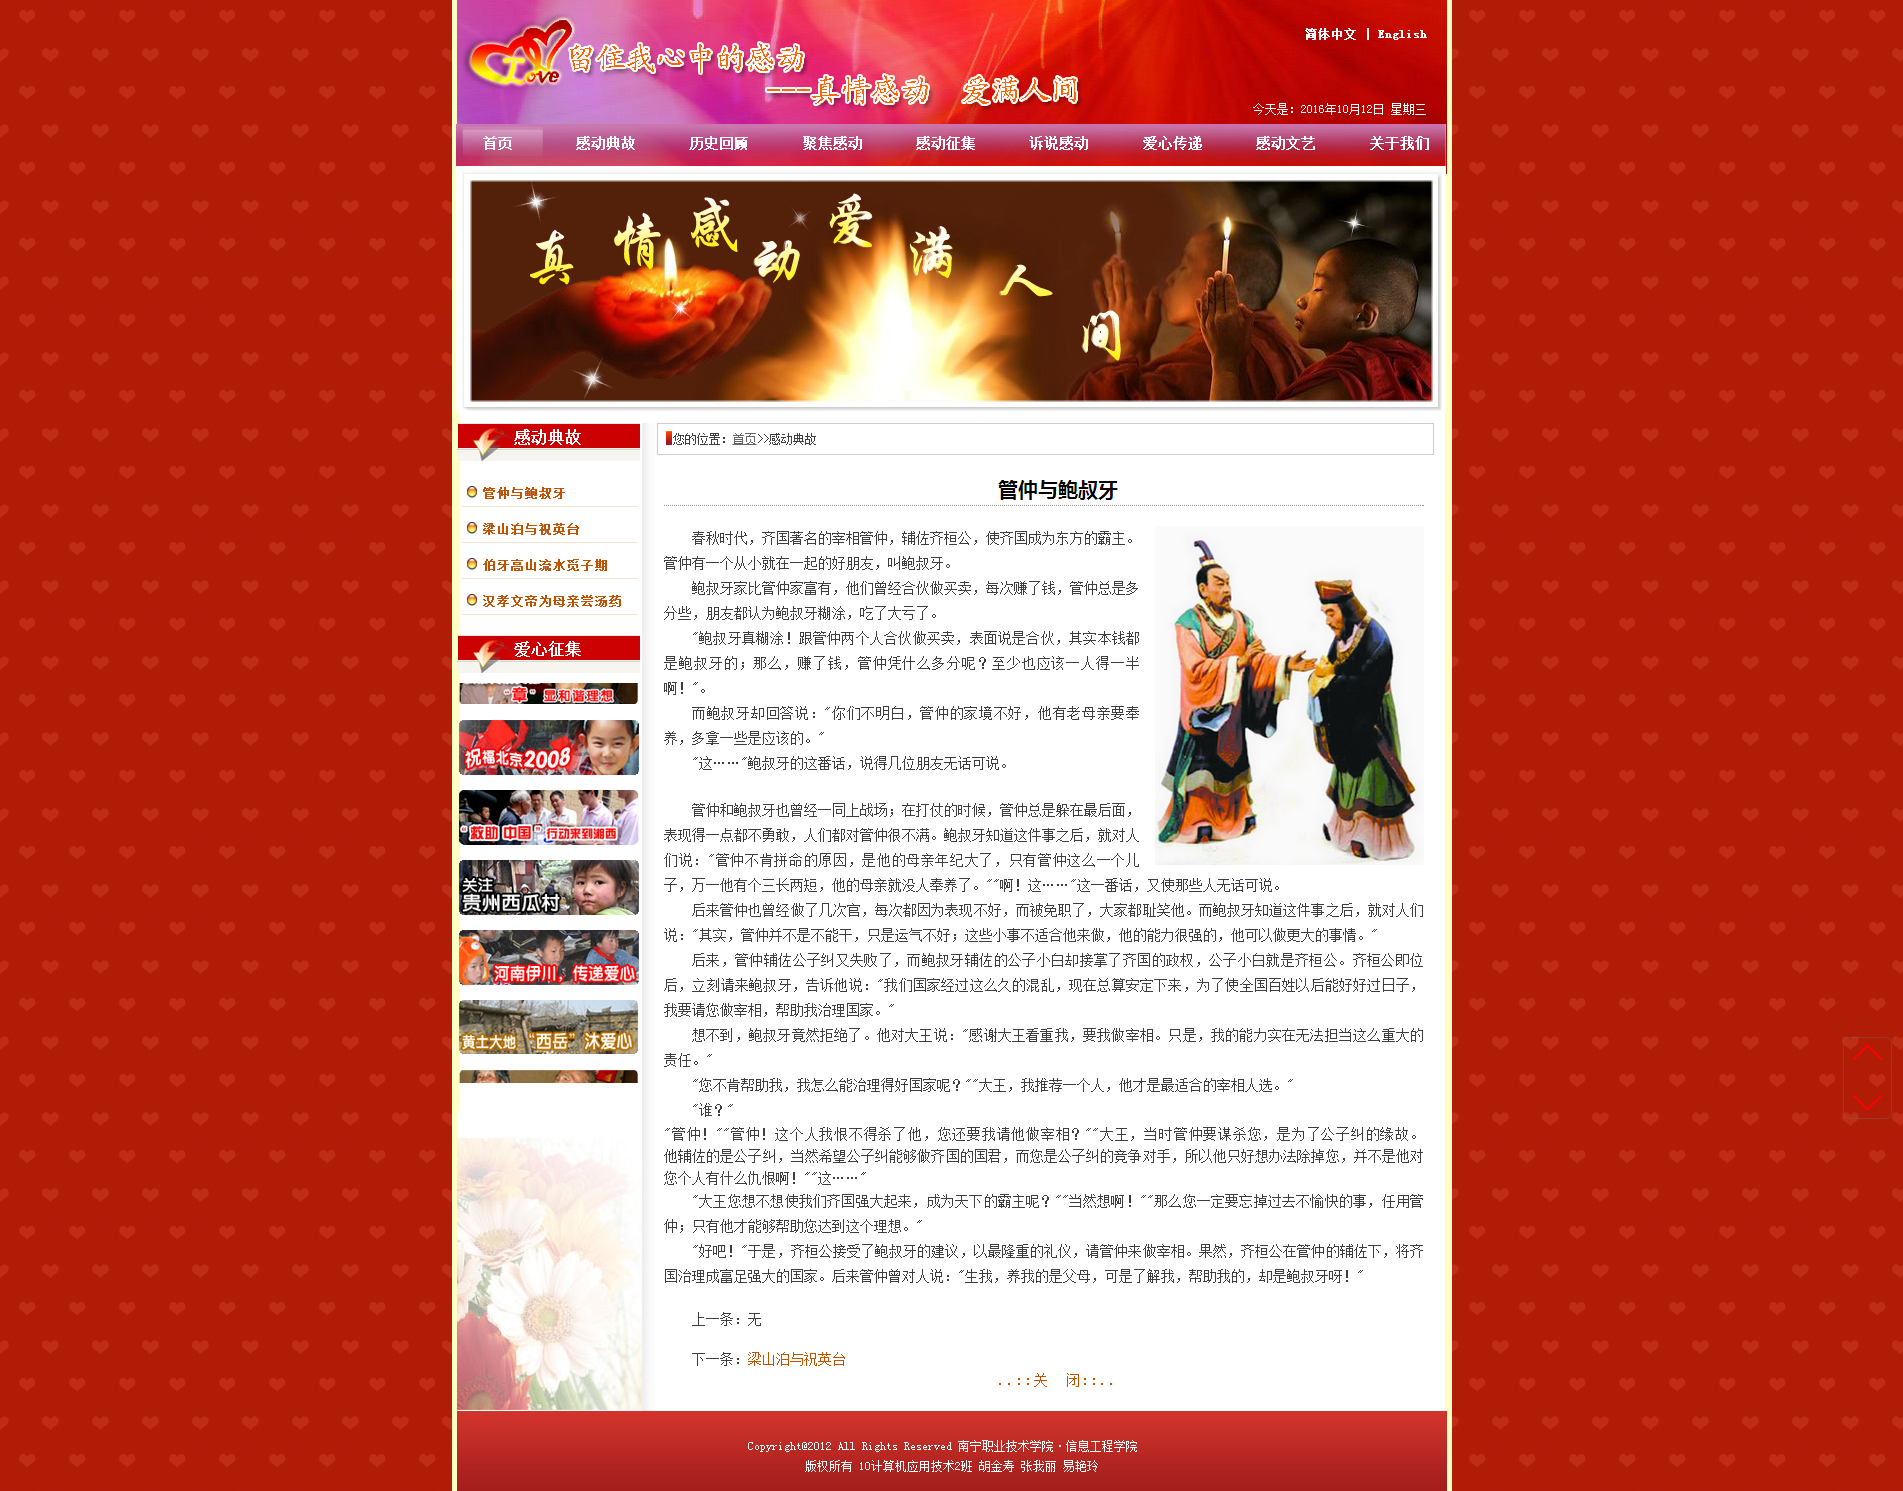 Love
留住我心中的感动
---真情感动 爱满人间
简体中文 | English
今天是：2016年10月12日 星期三
首页 感动典故 历史回顾 聚焦感动 感动征集 诉说感动 爱心传递 感动文艺 关于我们
真情感动爱满人间
感动典故
管仲与鲍叔牙
梁山泊与祝英台
伯牙高山流水觅子期
汉孝文帝为母亲尝汤药
爱心征集
“章”显和谐理想
祝福北京2008
“救助中国”行动来到湘西
关注
贵州西瓜村
河南伊川，传递爱心
黄土大地 “西岳”沐爱心
您的位置：首页>>感动典故
管仲与鲍叔牙
春秋时代，齐国著名的宰相管仲，辅佐齐桓公，使齐国成为东方的霸主。
管仲有一个从小就在一起的好朋友，叫鲍叔牙。
鲍叔牙家比管仲家富有，他们曾经合伙做买卖，每次赚了钱，管仲总是多
分些，朋友都认为鲍叔牙糊涂，吃了大亏了。
"鲍叔牙真糊涂！跟管仲两个人合伙做买卖，表面说是合伙，其实本钱都
是鲍叔牙的；那么，赚了钱，管仲凭什么多分呢？至少也应该一人得一半
啊！"。
而鲍叔牙却回答说："你们不明白，管仲的家境不好，他有老母亲要奉
养，多拿一些是应该的。"
"这……"鲍叔牙的这番话，说得几位朋友无话可说。
管仲和鲍叔牙也曾经一同上战场；在打仗的时候，管仲总是躲在最后面，
表现得一点都不勇敢，人们都对管仲很不满。鲍叔牙知道这件事之后，就对人
们说："管仲不肯拼命的原因，是他的母亲年纪大了，只有管仲这么一个儿
子，万一他有个三长两短，他的母亲就没人奉养了。""啊！这……"这一番话，又使那些人无话可说。
后来管仲也曾经做了几次官，每次都因为表现不好，而被免职了，大家都耻笑他。而鲍叔牙知道这件事之后，就对人们
说："其实，管仲并不是不能干，只是运气不好；这些小事不适合他来做，他的能力很强的，他可以做更大的事情。"
后来，管仲辅佐公子纠又失败了，而鲍叔牙辅佐的公子小白却接掌了齐国的政权，公子小白就是齐桓公。齐桓公即位
后，立刻请来鲍叔牙，告诉他说："我们国家经过这么久的混乱，现在总算安定下来，为了使全国百姓以后能好好过日子，
我要请您做宰相，帮助我治理国家。"
想不到，鲍叔牙竟然拒绝了。他对大王说："感谢大王看重我，要我做宰相。只是，我的能力实在无法担当这么重大的
责任。"
"您不肯帮助我，我怎么能治理得好国家呢？""大王，我推荐一个人，他才是最适合的宰相人选。"
"谁？"
"管仲！""管仲！这个人我恨不得杀了他，您还要我请他做宰相？""大王，当时管仲要谋杀您，是为了公子纠的缘故。
他辅佐的是公子纠，当然希望公子纠能够做齐国的国君，而您是公子纠的竞争对手，所以他只好想办法除掉您，并不是他对
您个人有什么仇恨啊！""这……"
"大王您想不想使我们齐国强大起来，成为天下的霸主呢？""当然想啊！""那么您一定要忘掉过去不愉快的事，任用管
仲；只有他才能够帮助您达到这个理想。"
"好吧！"于是，齐桓公接受了鲍叔牙的建议，以最隆重的礼仪，请管仲来做宰相。果然，齐桓公在管仲的辅佐下，将齐
国治理成富足强大的国家。后来管仲曾对人说："生我，养我的是父母，可是了解我，帮助我的，却是鲍叔牙呀！"
上一条：无
下一条：梁山泊与祝英台
..::关 闭::..
Copyright@2012 All Rights Reserved 南宁职业技术学院·信息工程学院
版权所有 10计算机应用技术2班 胡金寿 张我丽 易艳玲